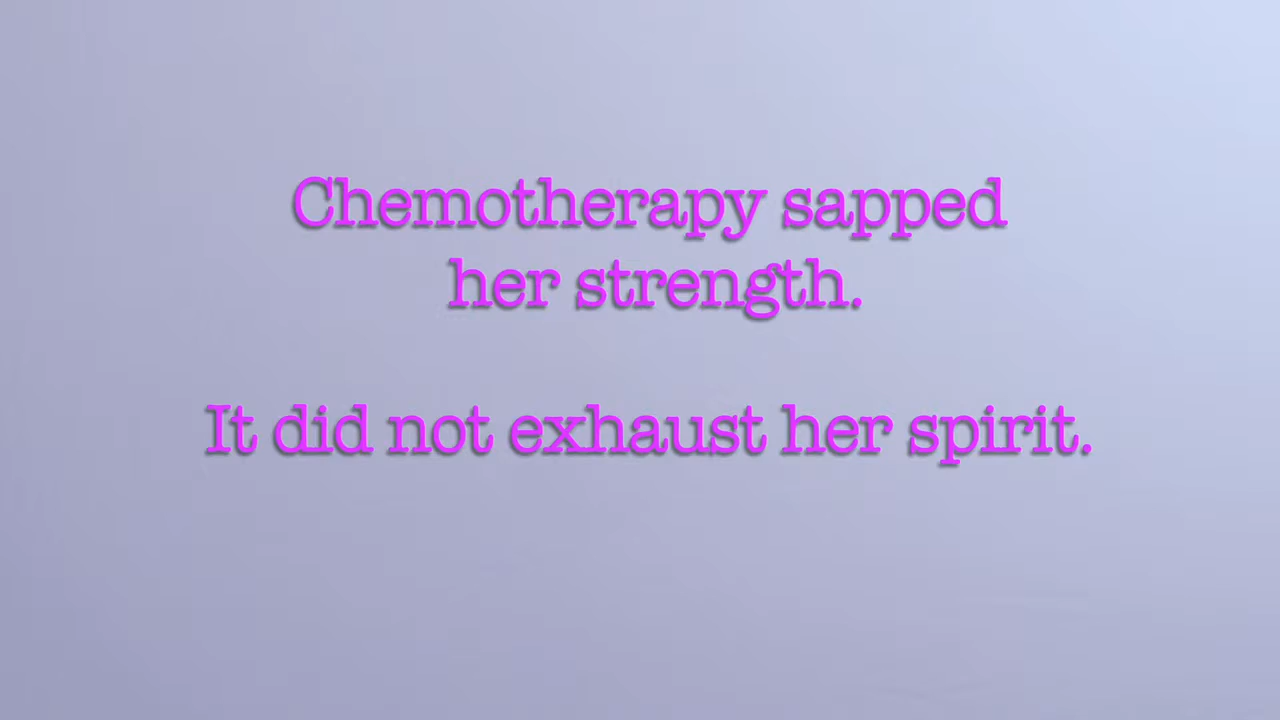 Chemotherapy sapped
her strength.
It did not exhaust her spirit.